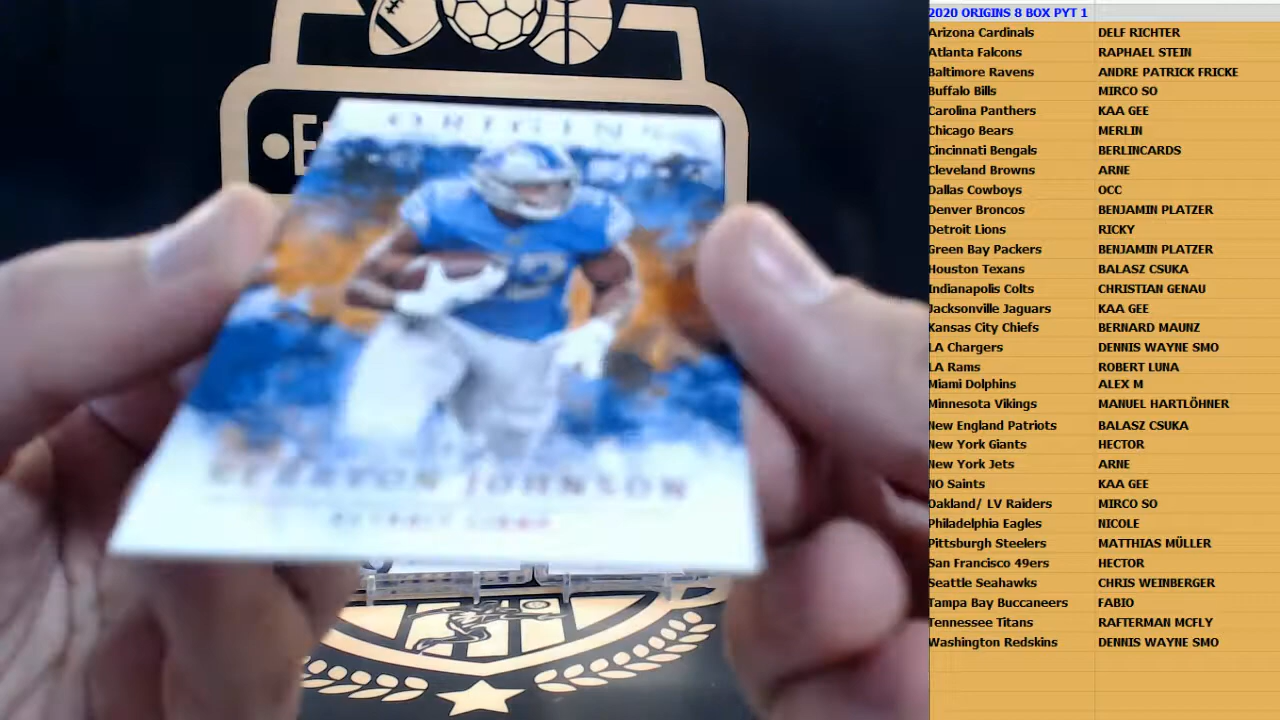 ORIGINS
JOHNSON
2020 ORIGINS 8 BOX PYT 1
Arizona Cardinals DELF RICHTER
Atlanta Falcons RAPHAEL STEIN
Baltimore Ravens ANDRE PATRICK FRICKE
Buffalo Bills MIRCO SO
Carolina Panthers KAA GEE
Chicago Bears MERLIN
Cincinnati Bengals BERLINCARDS
Cleveland Browns ARNE
Dallas Cowboys OCC
Denver Broncos BENJAMIN PLATZER
Detroit Lions RICKY
Green Bay Packers BENJAMIN PLATZER
Houston Texans BALASZ CSUKA
Indianapolis Colts CHRISTIAN GENAU
Jacksonville Jaguars KAA GEE
Kansas City Chiefs BERNARD MAUNZ
LA Chargers DENNIS WAYNE SMO
LA Rams ROBERT LUNA
Miami Dolphins ALEX M
Minnesota Vikings MANUEL HARTLÖHNER
New England Patriots BALASZ CSUKA
New York Giants HECTOR
New York Jets ARNE
NO Saints KAA GEE
Oakland/ LV Raiders MIRCO SO
Philadelphia Eagles NICOLE
Pittsburgh Steelers MATTHIAS MÜLLER
San Francisco 49ers HECTOR
Seattle Seahawks CHRIS WEINBERGER
Tampa Bay Buccaneers FABIO
Tennessee Titans RAFTERMAN MCFLY
Washington Redskins DENNIS WAYNE SMO